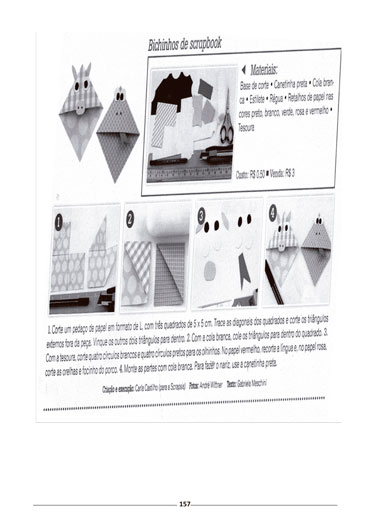 Bichinhos de scrapbook
Materiais:
Base de corte • Canetinha preta • Cola bran-
ca • Estilete • Régua • Retalhos de papel nas
cores preto, branco, verde, rosa e vermelho •
Tesoura
Custo: R$ 0,50 ■ Venda: R$ 3
1
2
3
4
1. Corte um pedaço de papel em formato de L, com três quadrados de 5 x 5 cm. Trace as diagonais dos quadrados e corte os triângulos
externos fora da peça. Vinque os outros dois triângulos para dentro. 2. Com a cola branca, cole os triângulos para dentro do quadrado. 3.
Com a tesoura, corte quatro círculos brancos e quatro círculos pretos para os olhinhos. No papel vermelho, recorte a língua e, no papel rosa,
corte as orelhas e focinho do porco. 4. Monte as partes com cola branca. Para fazer o nariz, use a canetinha preta.
Criação e execução: Carla Castilho (para a Scrapsia) Fotos: André Wittner Texto: Gabriela Meschini
157